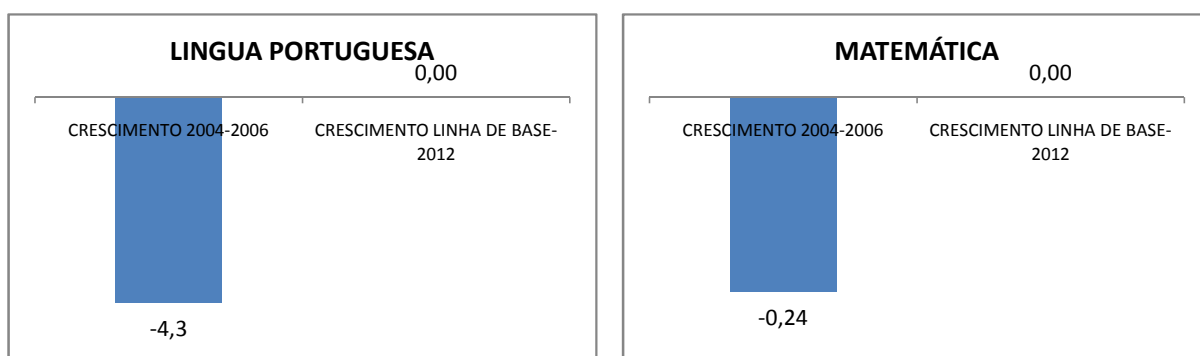 LINGUA PORTUGUESA
0,00
CRESCIMENTO 2004-2006
CRESCIMENTO LINHA DE BASE-
2012
-4,3
MATEMÁTICA
0,00
CRESCIMENTO 2004-2006
CRESCIMENTO LINHA DE BASE-
2012
-0,24